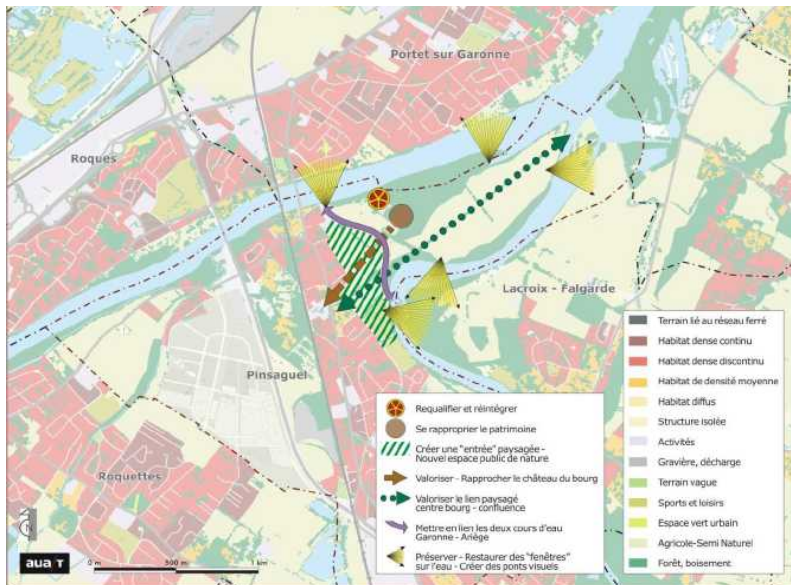 Portet sur Garonne
Roques
Lacroix - Falgarde
Pinsaguel
Roquettes
Requalifier et réintégrer
Se rapproprier le patrimoine
Créer une "entrée" paysagée -
Nouvel espace public de nature
Valoriser - Rapprocher le château du bourg
Valoriser le lien paysagé
centre bourg - confluence
Mettre en lien les deux cours d'eau
Garonne - Ariège
Préserver - Restaurer des "fenêtres"
sur l'eau - Créer des ponts visuels
Terrain lié au réseau ferré
Habitat dense continu
Habitat dense discontinu
Habitat de densité moyenne
Habitat diffus
Structure isolée
Activités
Gravière, décharge
Terrain vague
Sports et loisirs
Espace vert urbain
Agricole-Semi Naturel
Forêt, boisement
N
aua T
0 m 500 m 1 km